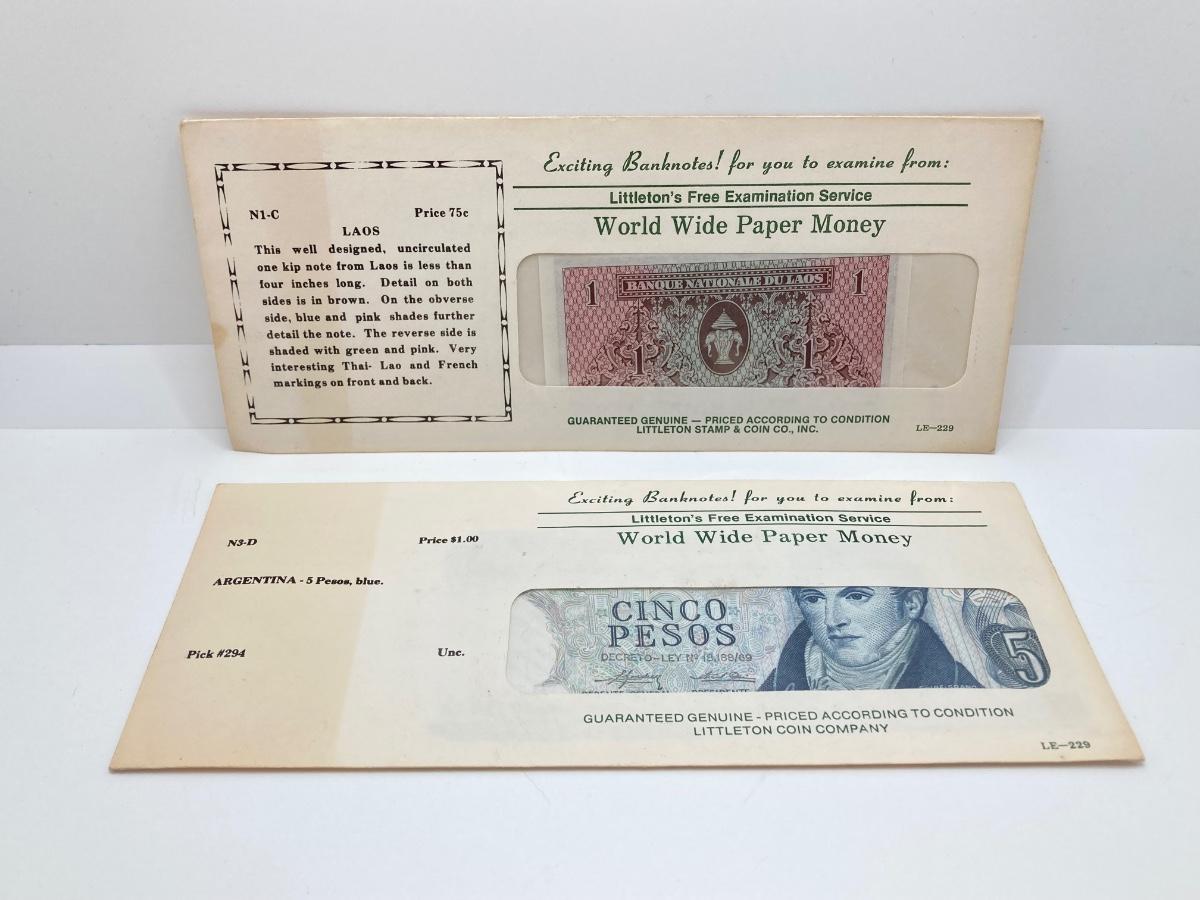 Exciting Banknotes! for you to examine from:
Littleton's Free Examination Service
World Wide Paper Money
N1-C Price 75c
LAOS
This well designed, uncirculated
one kip note from Laos is less than
four inches long. Detail on both
sides is in brown. On the obverse
side, blue and pink shades further
detail the note. The reverse side is
shaded with green and pink. Very
interesting Thai- Lao and French
markings on front and back.
1 BANQUE NATIONALE DU LAOS 1
1 1
GUARANTEED GENUINE — PRICED ACCORDING TO CONDITION
LITTLETON STAMP & COIN CO., INC.
LE—229
Exciting Banknotes! for you to examine from:
Littleton's Free Examination Service
World Wide Paper Money
N3-D Price $1.00
ARGENTINA - 5 Pesos, blue.
Pick #294 Unc.
CINCO
PESOS
5
DECRETO-LEY Nº 18.188/69
GUARANTEED GENUINE - PRICED ACCORDING TO CONDITION
LITTLETON COIN COMPANY
LE—229